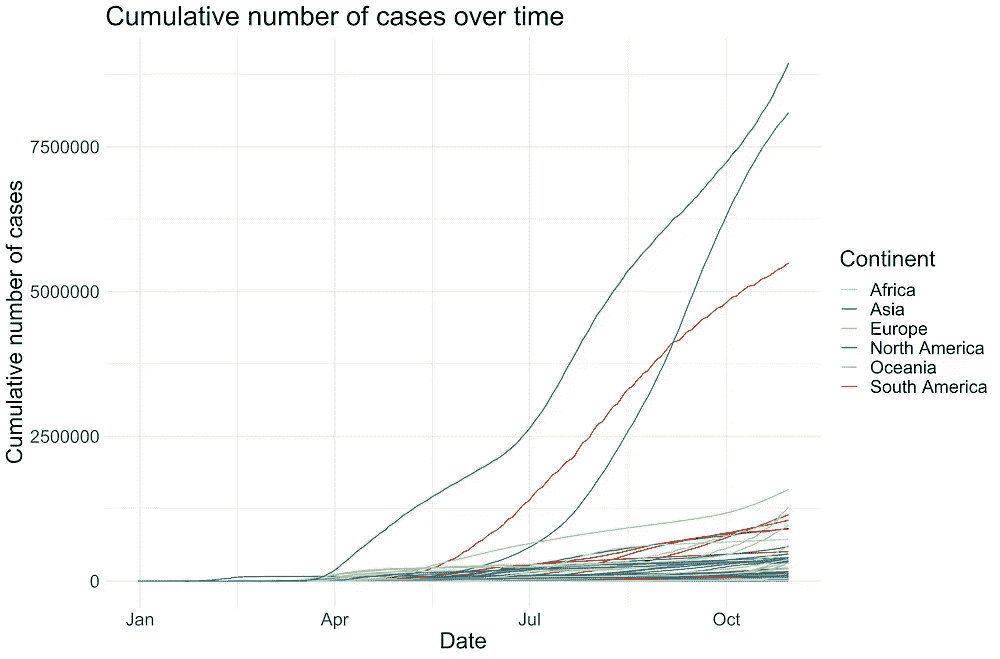 Cumulative number of cases over time
Cumulative number of cases
7500000
5000000
2500000
0
Jan
Apr
Jul
Oct
Date
Continent
Africa
Asia
Europe
North America
Oceania
South America